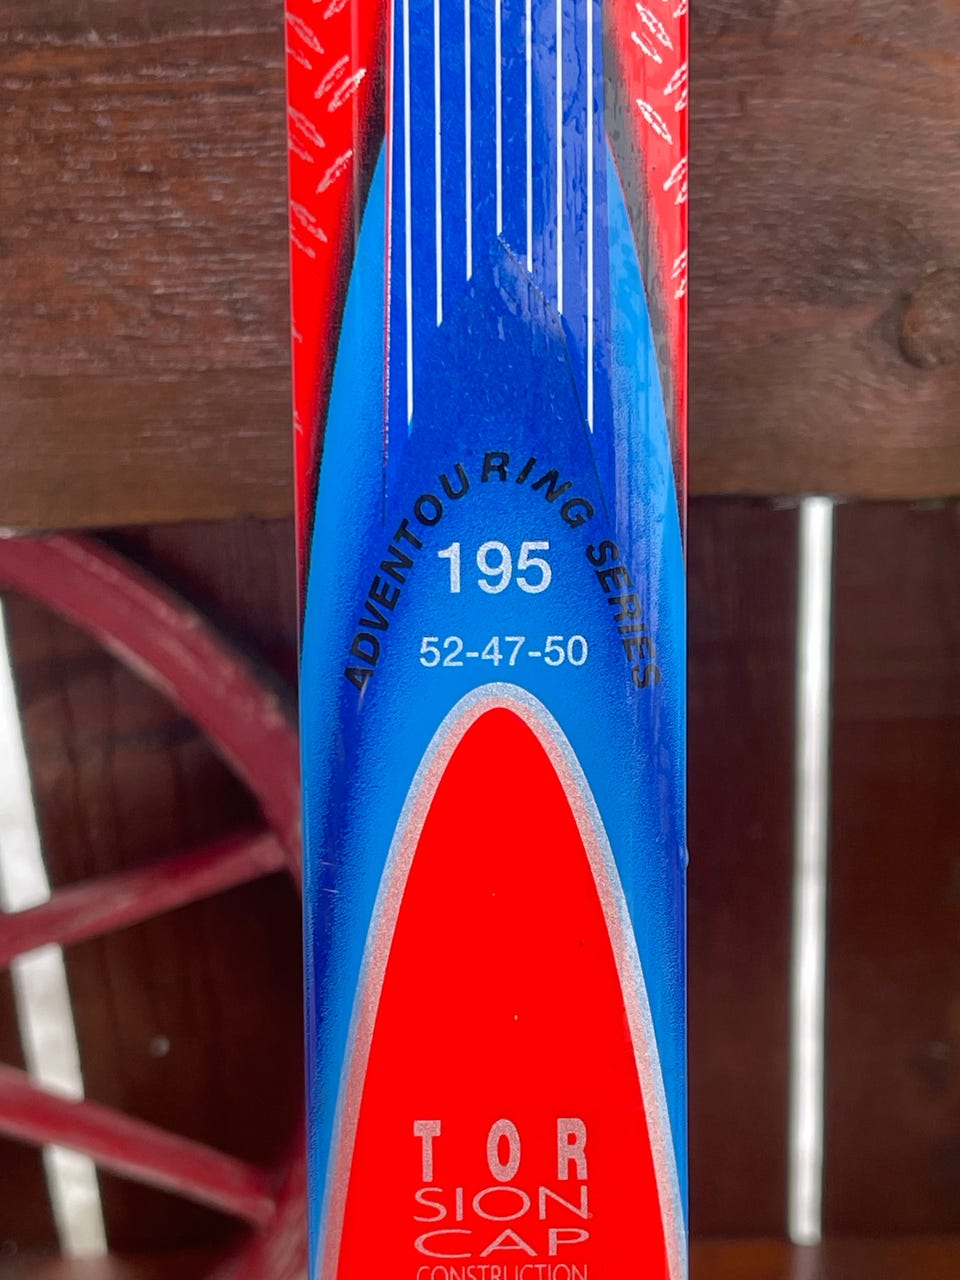 ADVENTOURING SERIES
195
52-47-50
TOR
SION
CAP
CONSTRUCTION